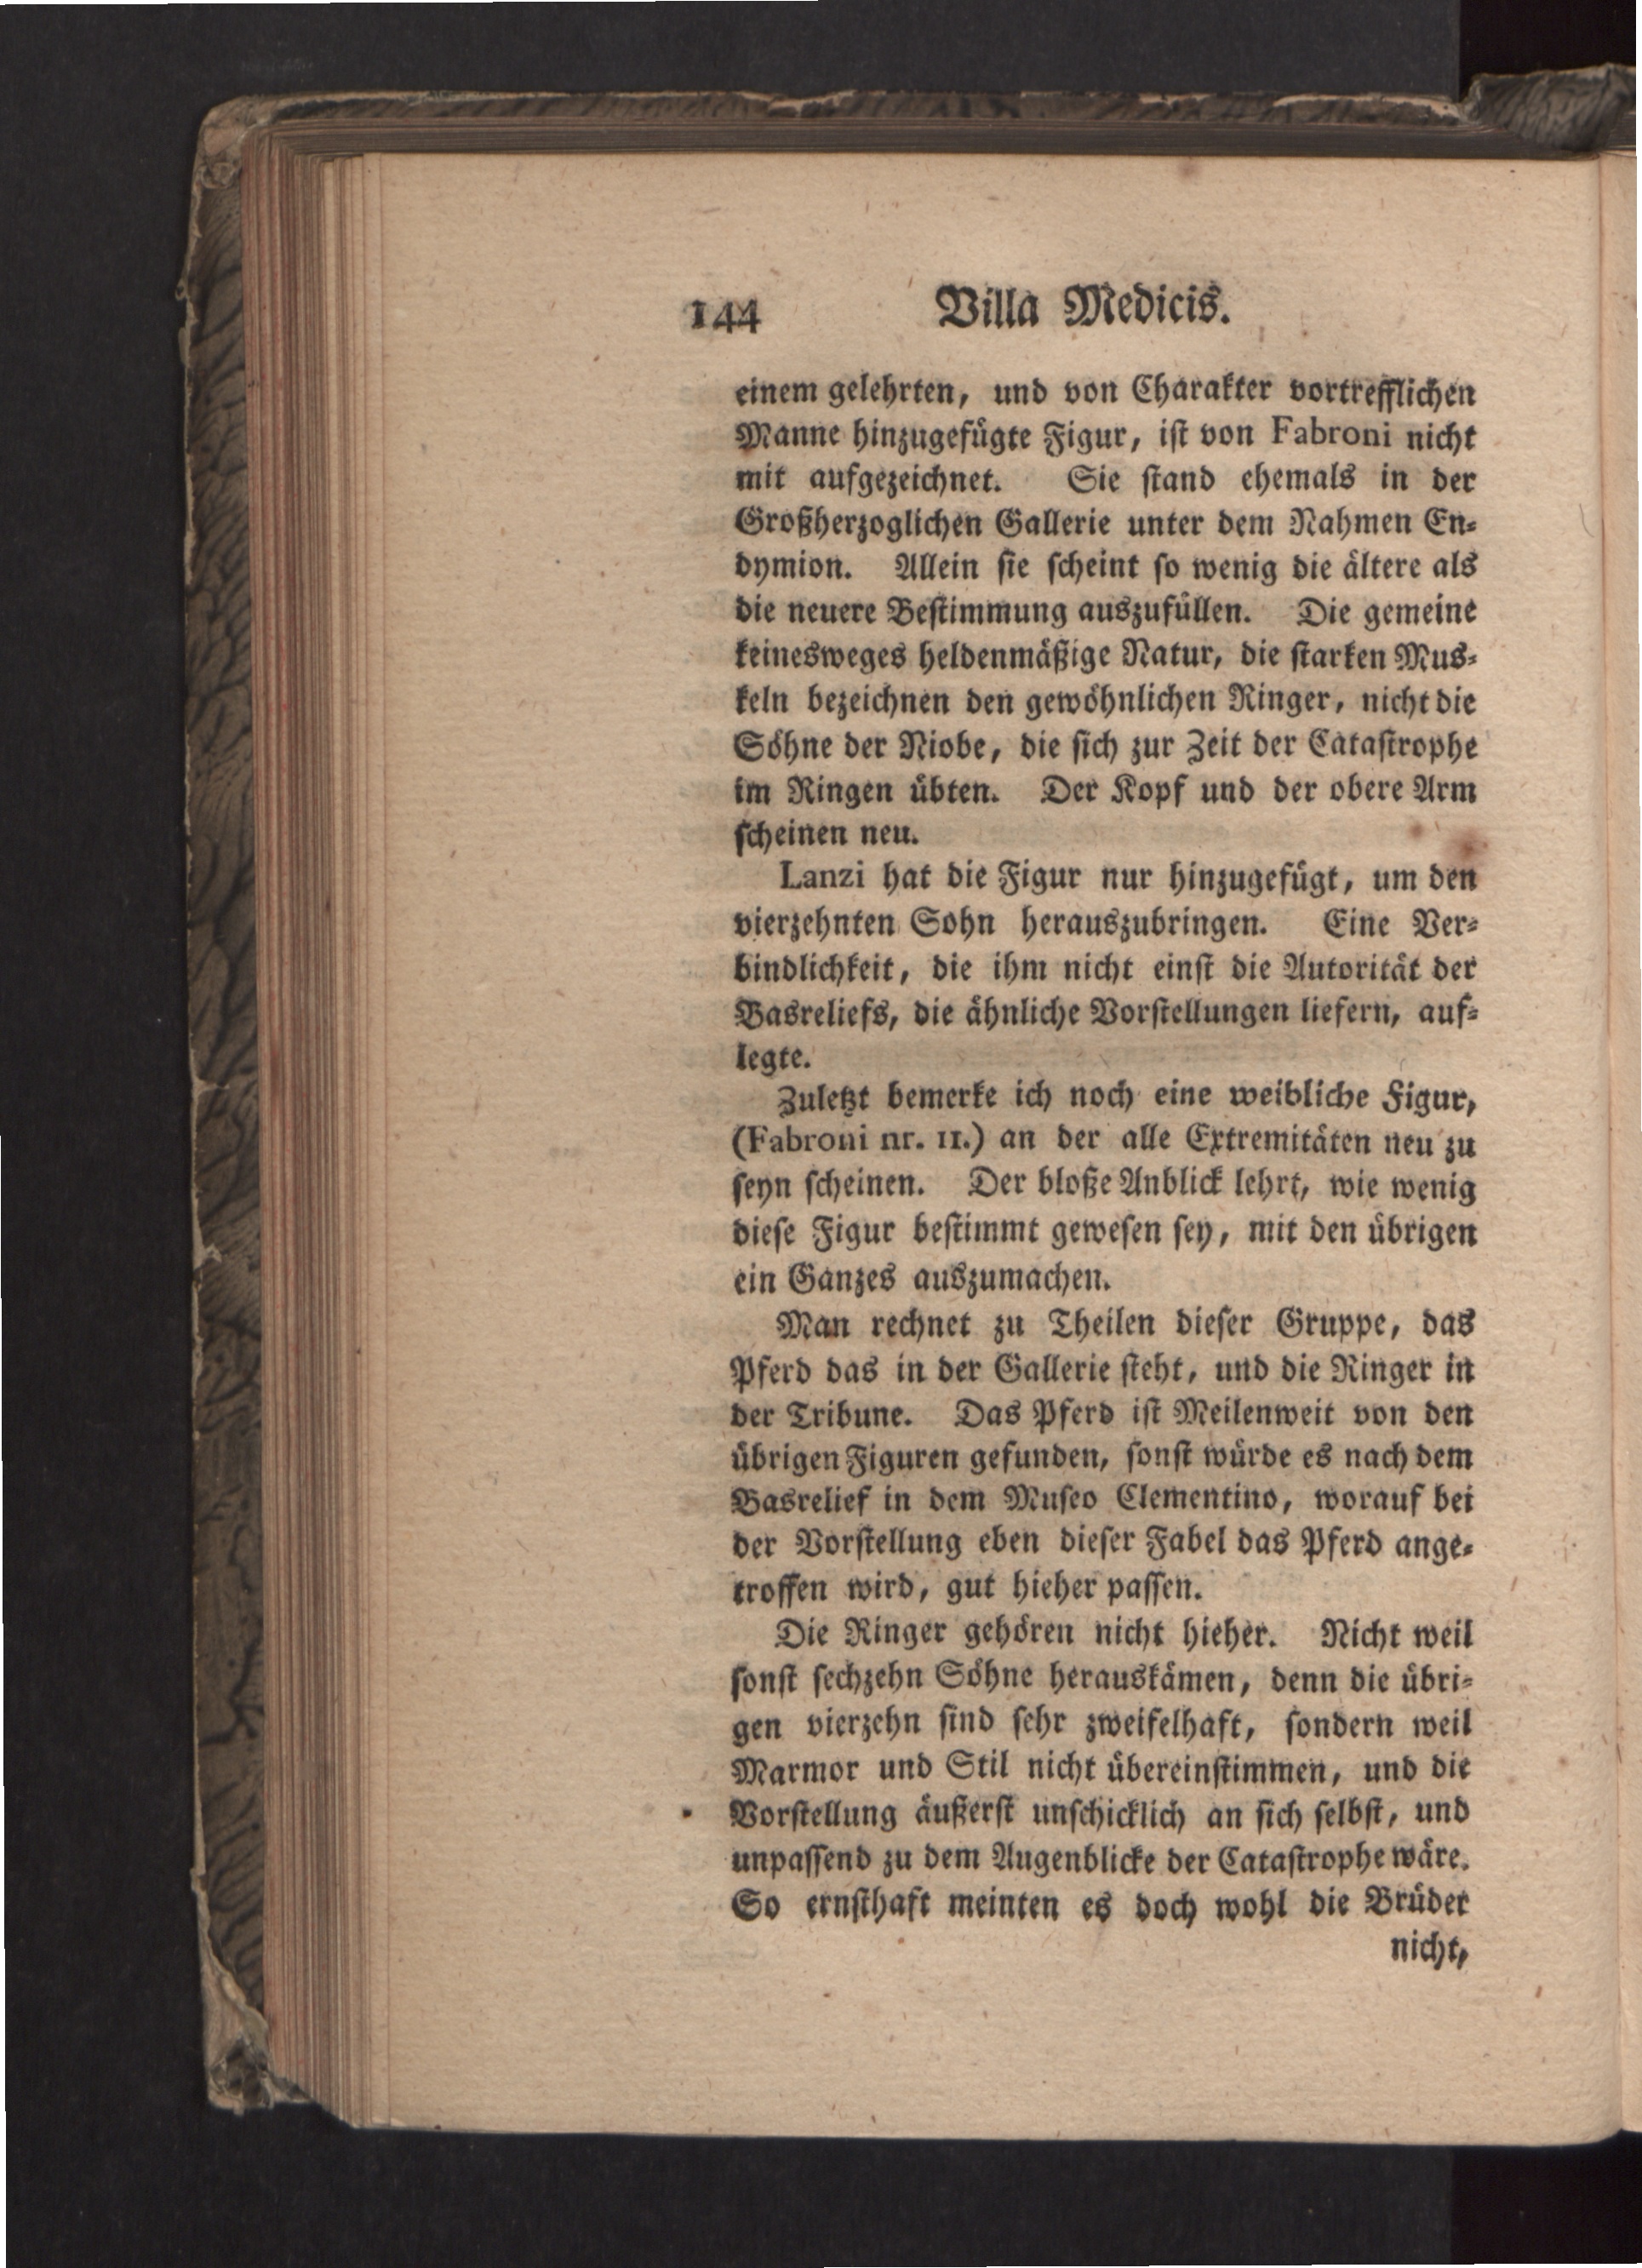 144 Villa Medicis.
einem gelehrten, und von Charakter vortrefflichen
Manne hinzugefügte Figur, ist von Fabroni nicht
mit aufgezeichnet. Sie stand ehemals in der
Großherzoglichen Gallerie unter dem Nahmen En-
dymion. Allein sie scheint so wenig die ältere als
die neuere Bestimmung auszufüllen. Die gemeine
keinesweges heldenmäßige Natur, die starken Mus-
keln bezeichnen den gewöhnlichen Ringer, nicht die
Söhne der Niobe, die sich zur Zeit der Catastrophe
im Ringen übten. Der Kopf und der obere Arm
scheinen neu.
Lanzi hat die Figur nur hinzugefügt, um den
vierzehnten Sohn herauszubringen. Eine Ver-
bindlichkeit, die ihm nicht einst die Autorität der
Basreliefs, die ähnliche Vorstellungen liefern, auf-
legte.
Zuletzt bemerke ich noch eine weibliche Figur,
(Fabroni nr. 11.) an der alle Extremitäten neu zu
seyn scheinen. Der bloße Anblick lehrt, wie wenig
diese Figur bestimmt gewesen sey, mit den übrigen
ein Ganzes auszumachen.
Man rechnet zu Theilen dieser Gruppe, das
Pferd das in der Gallerie steht, und die Ringer in
der Tribune. Das Pferd ist Meilenweit von den
übrigen Figuren gefunden, sonst würde es nach dem
Basrelief in dem Museo Clementino, worauf bei
der Vorstellung eben dieser Fabel das Pferd ange-
troffen wird, gut hieher passen.
Die Ringer gehören nicht hieher. Nicht weil
sonst sechzehn Söhne herauskämen, denn die übri-
gen vierzehn sind sehr zweifelhaft, sondern weil
Marmor und Stil nicht übereinstimmen, und die
Vorstellung äußerst unschicklich an sich selbst, und
unpassend zu dem Augenblicke der Catastrophe wäre.
So ernsthaft meinten es doch wohl die Brüder
nicht,